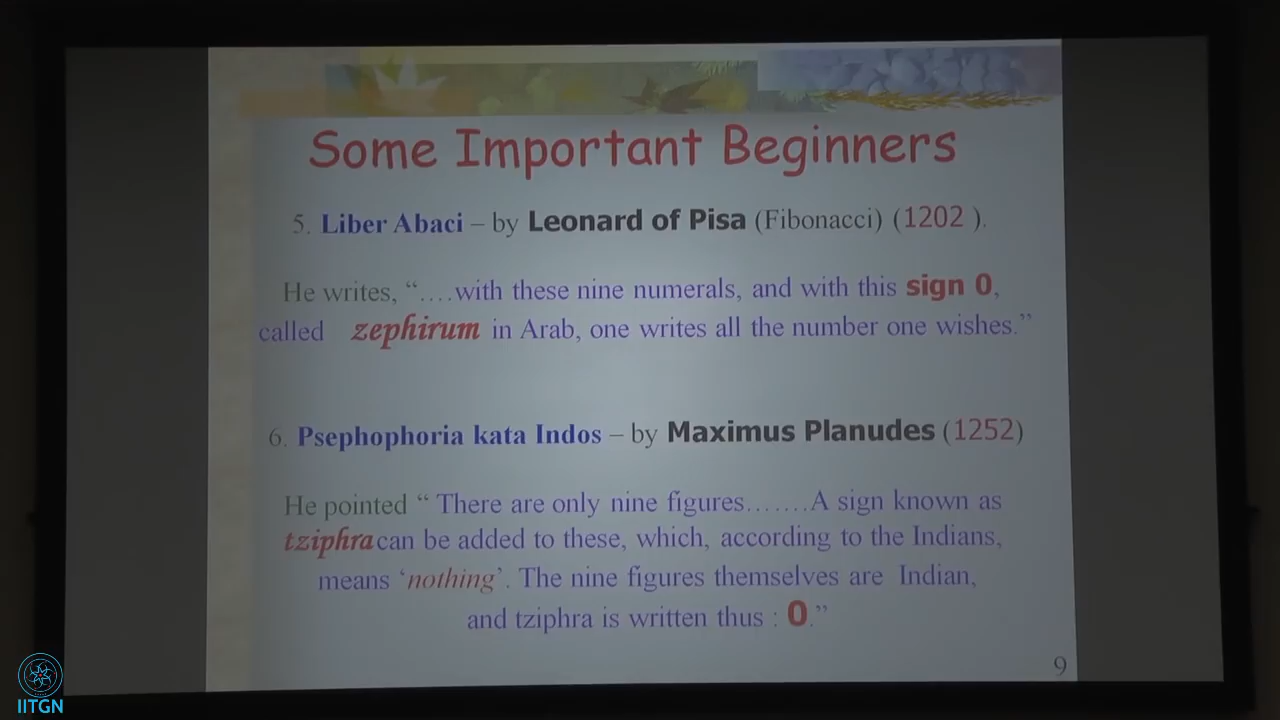 Some Important Beginners
5. Liber Abaci – by Leonard of Pisa (Fibonacci) (1202 ).
He writes, “....with these nine numerals, and with this sign 0,
called zephirum in Arab, one writes all the number one wishes.”
6. Psephophoria kata Indos – by Maximus Planudes (1252)
He pointed “ There are only nine figures.......A sign known as
tziphra can be added to these, which, according to the Indians,
means ‘nothing’. The nine figures themselves are Indian,
and tziphra is written thus : 0.”
9
IITGN